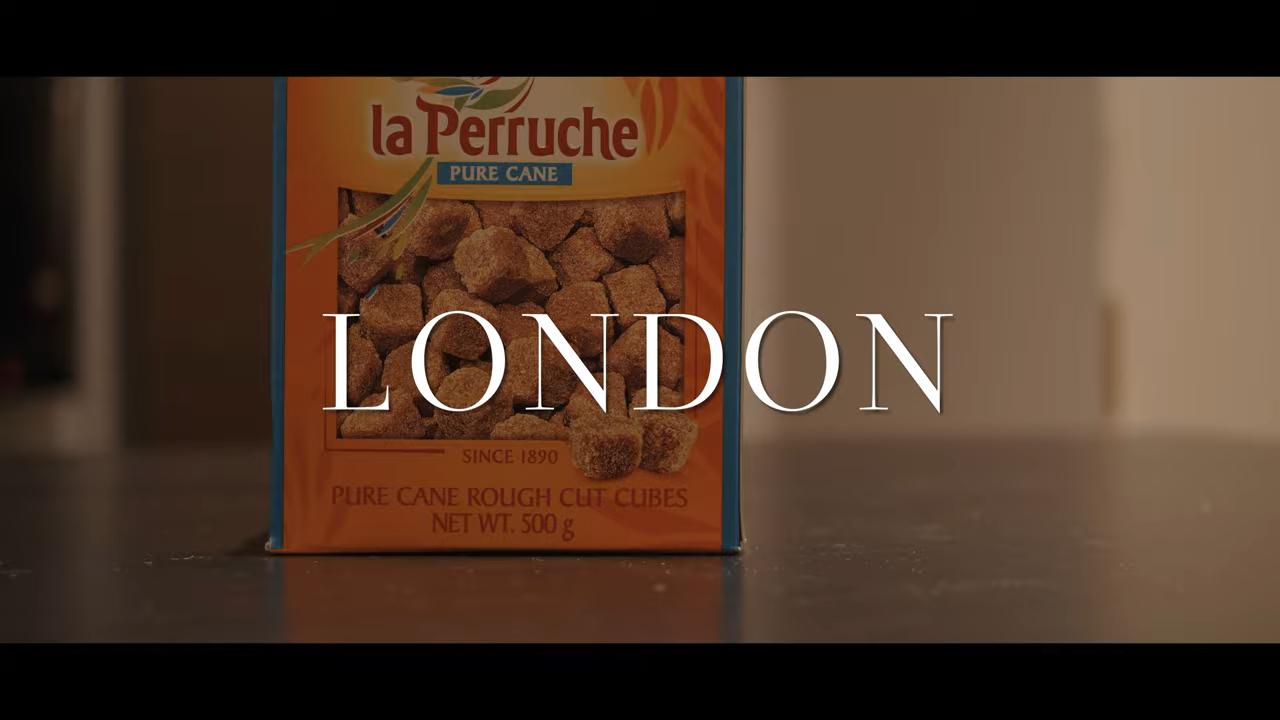 la Perruche
PURE CANE
LONDON
SINCE 1890
PURE CANE ROUGH CUT CUBES
NET WT. 500 g